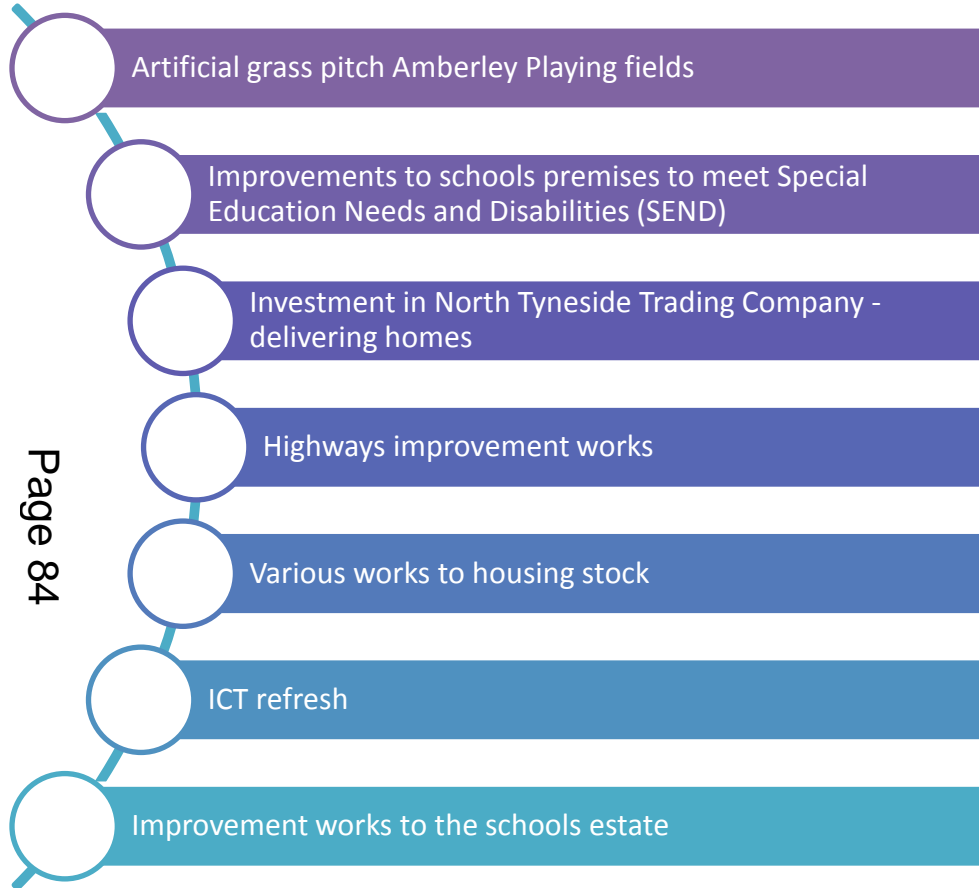 Artificial grass pitch Amberley Playing fields
Improvements to schools premises to meet Special
Education Needs and Disabilities (SEND)
Investment in North Tyneside Trading Company -
delivering homes
Highways improvement works
Various works to housing stock
ICT refresh
Improvement works to the schools estate
Page 84